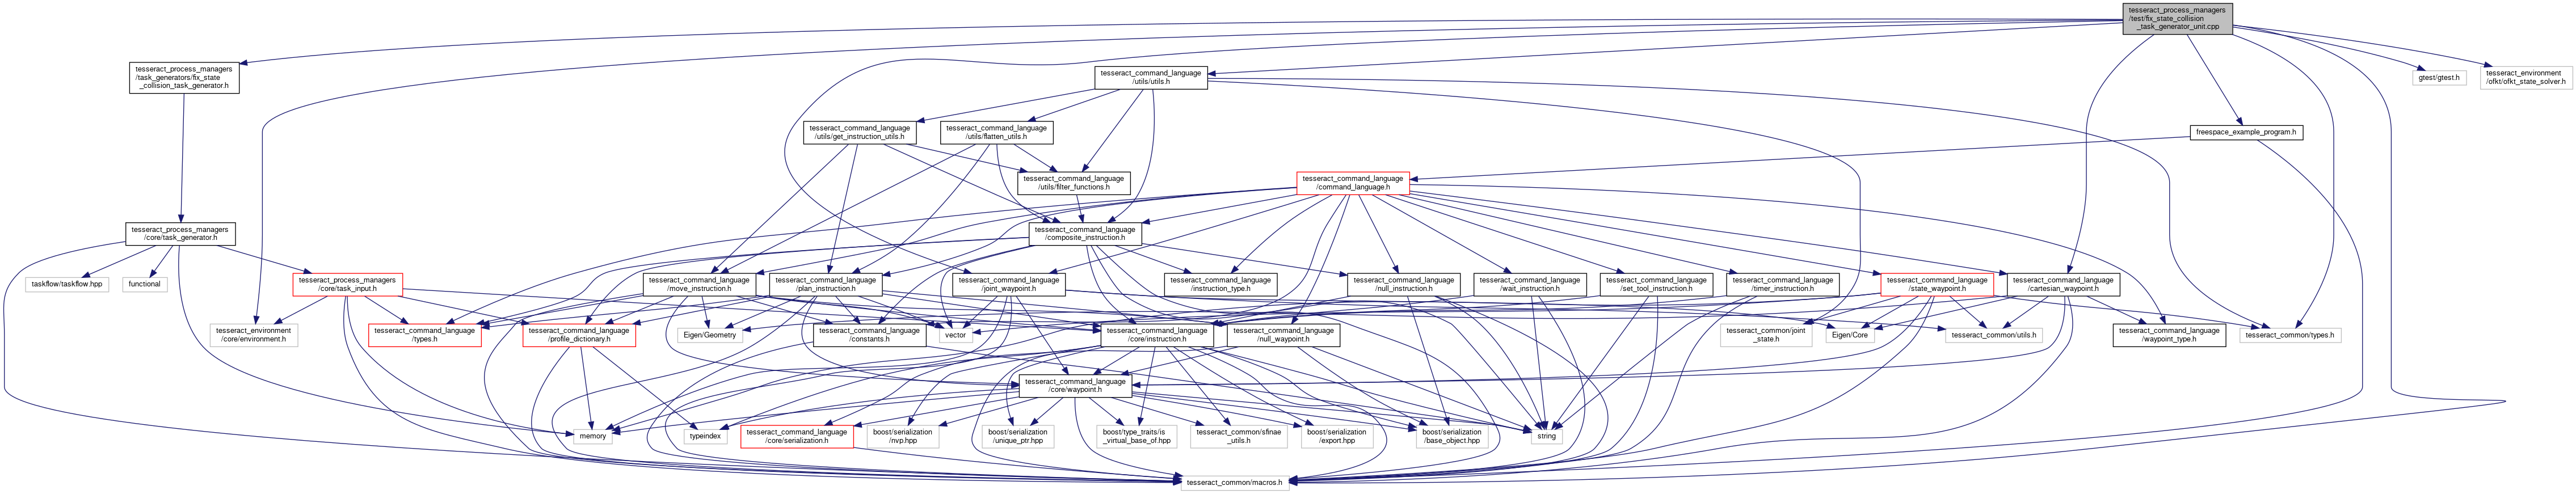 tesseract_process_managers
/test/fix_state_collision
_task_generator_unit.cpp
tesseract_process_managers
/task_generators/fix_state
_collision_task_generator.h
tesseract_command_language
/utils/utils.h
gtest/gtest.h
tesseract_environment
/ofkt/ofkt_state_solver.h
tesseract_command_language
/utils/get_instruction_utils.h
tesseract_command_language
/utils/flatten_utils.h
freespace_example_program.h
tesseract_command_language
/utils/filter_functions.h
tesseract_command_language
/command_language.h
tesseract_process_managers
/core/task_generator.h
tesseract_command_language
/composite_instruction.h
taskflow/taskflow.hpp
functional
tesseract_process_managers
/core/task_input.h
tesseract_command_language
/move_instruction.h
tesseract_command_language
/plan_instruction.h
tesseract_command_language
/joint_waypoint.h
tesseract_command_language
/instruction_type.h
tesseract_command_language
/null_instruction.h
tesseract_command_language
/wait_instruction.h
tesseract_command_language
/set_tool_instruction.h
tesseract_command_language
/timer_instruction.h
tesseract_command_language
/state_waypoint.h
tesseract_command_language
/cartesian_waypoint.h
tesseract_environment
/core/environment.h
tesseract_command_language
/types.h
tesseract_command_language
/profile_dictionary.h
Eigen/Geometry
tesseract_command_language
/constants.h
vector
tesseract_command_language
/core/instruction.h
tesseract_command_language
/null_waypoint.h
tesseract_common/joint
_state.h
Eigen/Core
tesseract_common/utils.h
tesseract_command_language
/waypoint_type.h
tesseract_common/types.h
tesseract_command_language
/core/waypoint.h
memory
typeindex
tesseract_command_language
/core/serialization.h
boost/serialization
/nvp.hpp
boost/serialization
/unique_ptr.hpp
boost/type_traits/is
_virtual_base_of.hpp
tesseract_common/sfinae
_utils.h
boost/serialization
/export.hpp
boost/serialization
/base_object.hpp
string
tesseract_common/macros.h